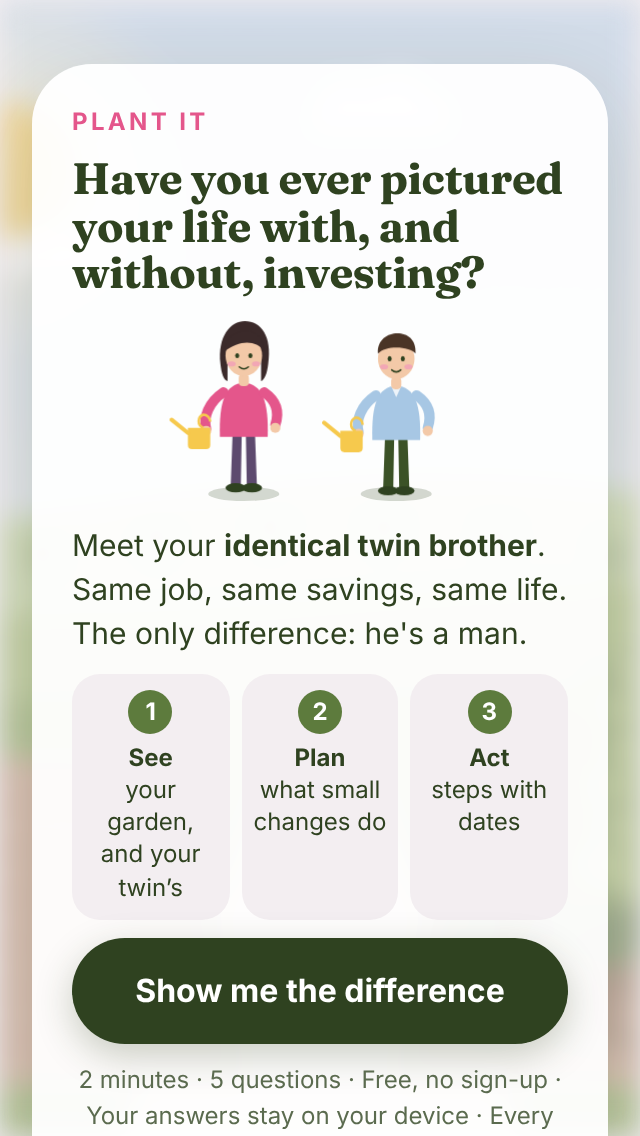 PLANT IT
Have you ever pictured
your life with, and
without, investing?
Meet your identical twin brother.
Same job, same savings, same life.
The only difference: he's a man.
1
See
your
garden,
and your
twin’s
2
Plan
what small
changes do
3
Act
steps with
dates
Show me the difference
2 minutes · 5 questions · Free, no sign-up ·
Your answers stay on your device · Every